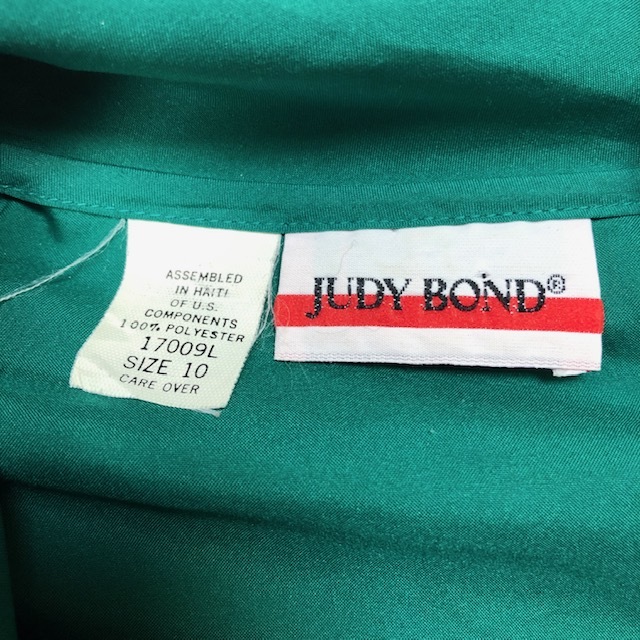 ASSEMBLED
IN HAITI
OF U.S.
COMPONENTS
100% POLYESTER
17009L
SIZE 10
CARE OVER
JUDY BOND®